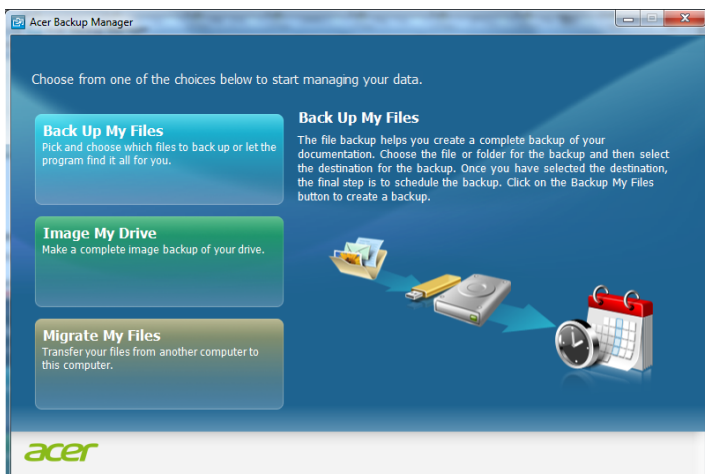 Acer Backup Manager
Choose from one of the choices below to start managing your data.
Back Up My Files
Pick and choose which files to back up or let the
program find it all for you.
Image My Drive
Make a complete image backup of your drive.
Migrate My Files
Transfer your files from another computer to
this computer.
Back Up My Files
The file backup helps you create a complete backup of your
documentation. Choose the file or folder for the backup and then select
the destination for the backup. Once you have selected the destination,
the final step is to schedule the backup. Click on the Backup My Files
button to create a backup.
acer